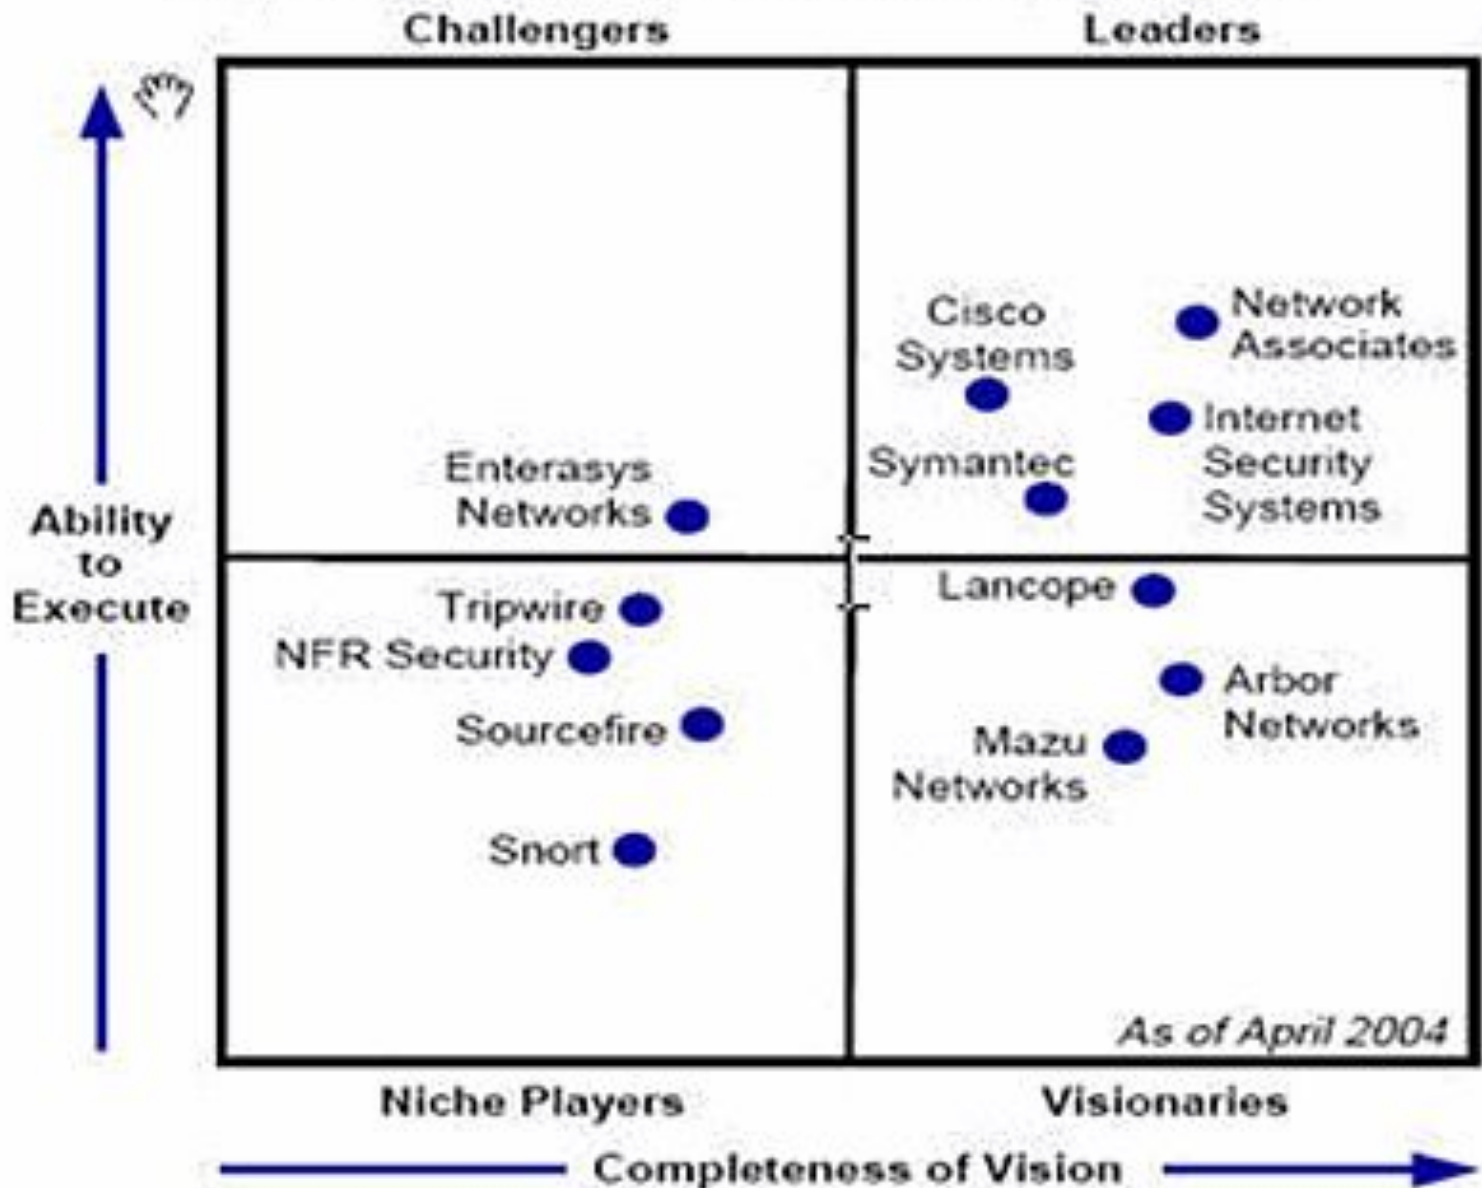 Challengers
Leaders
Cisco
Systems
Network
Associates
Internet
Security
Systems
Symantec
Enterasys
Networks
Ability
to
Execute
Tripwire
NFR Security
Sourcefire
Snort
Lancope
Arbor
Networks
Mazu
Networks
As of April 2004
Niche Players
Visionaries
Completeness of Vision